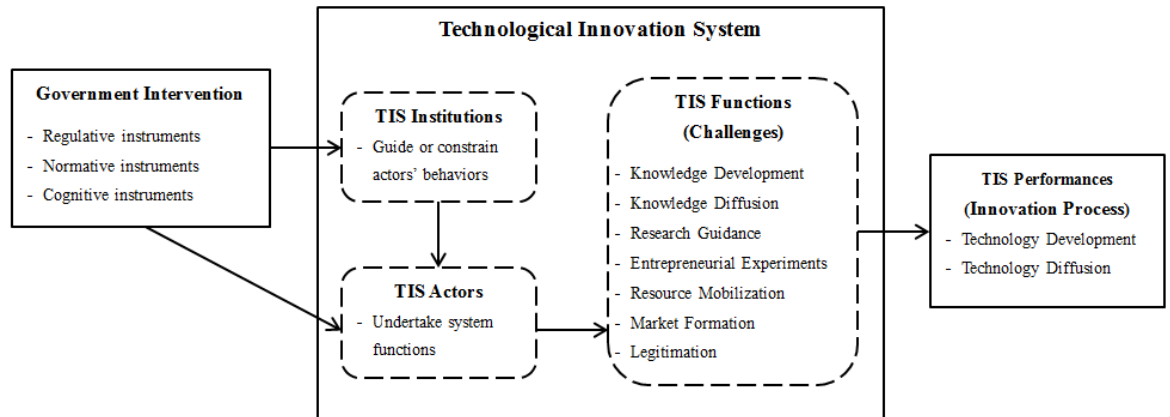 Technological Innovation System
Government Intervention
- Regulative instruments
- Normative instruments
- Cognitive instruments
TIS Institutions
- Guide or constrain
actors' behaviors
TIS Actors
- Undertake system
functions
TIS Functions
(Challenges)
- Knowledge Development
- Knowledge Diffusion
- Research Guidance
- Entrepreneurial Experiments
- Resource Mobilization
- Market Formation
- Legitimation
TIS Performances
(Innovation Process)
- Technology Development
- Technology Diffusion